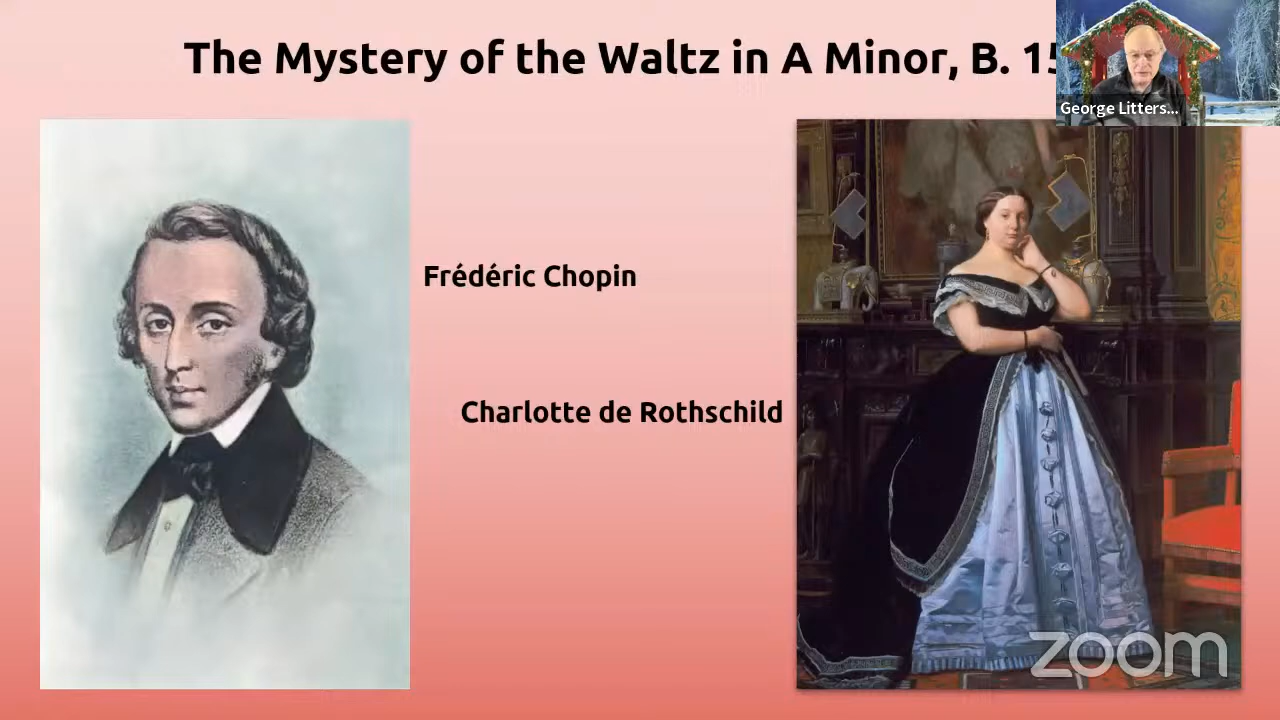 The Mystery of the Waltz in A Minor, B. 15
George Litters...
Frédéric Chopin
Charlotte de Rothschild
zoom